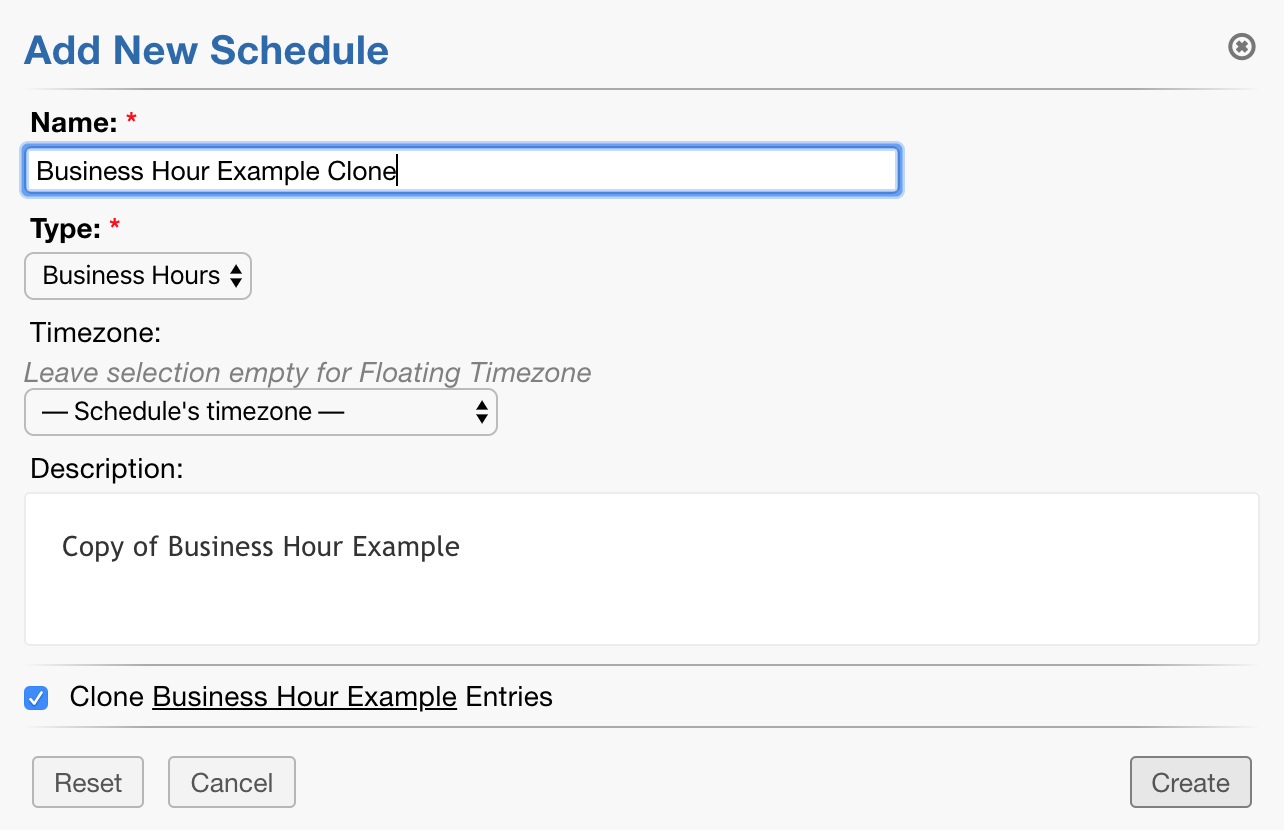 Add New Schedule
Name: *
Business Hour Example Clone
Type: *
Business Hours
Timezone:
Leave selection empty for Floating Timezone
— Schedule's timezone —
Description:
Copy of Business Hour Example
Clone Business Hour Example Entries
Reset Cancel Create